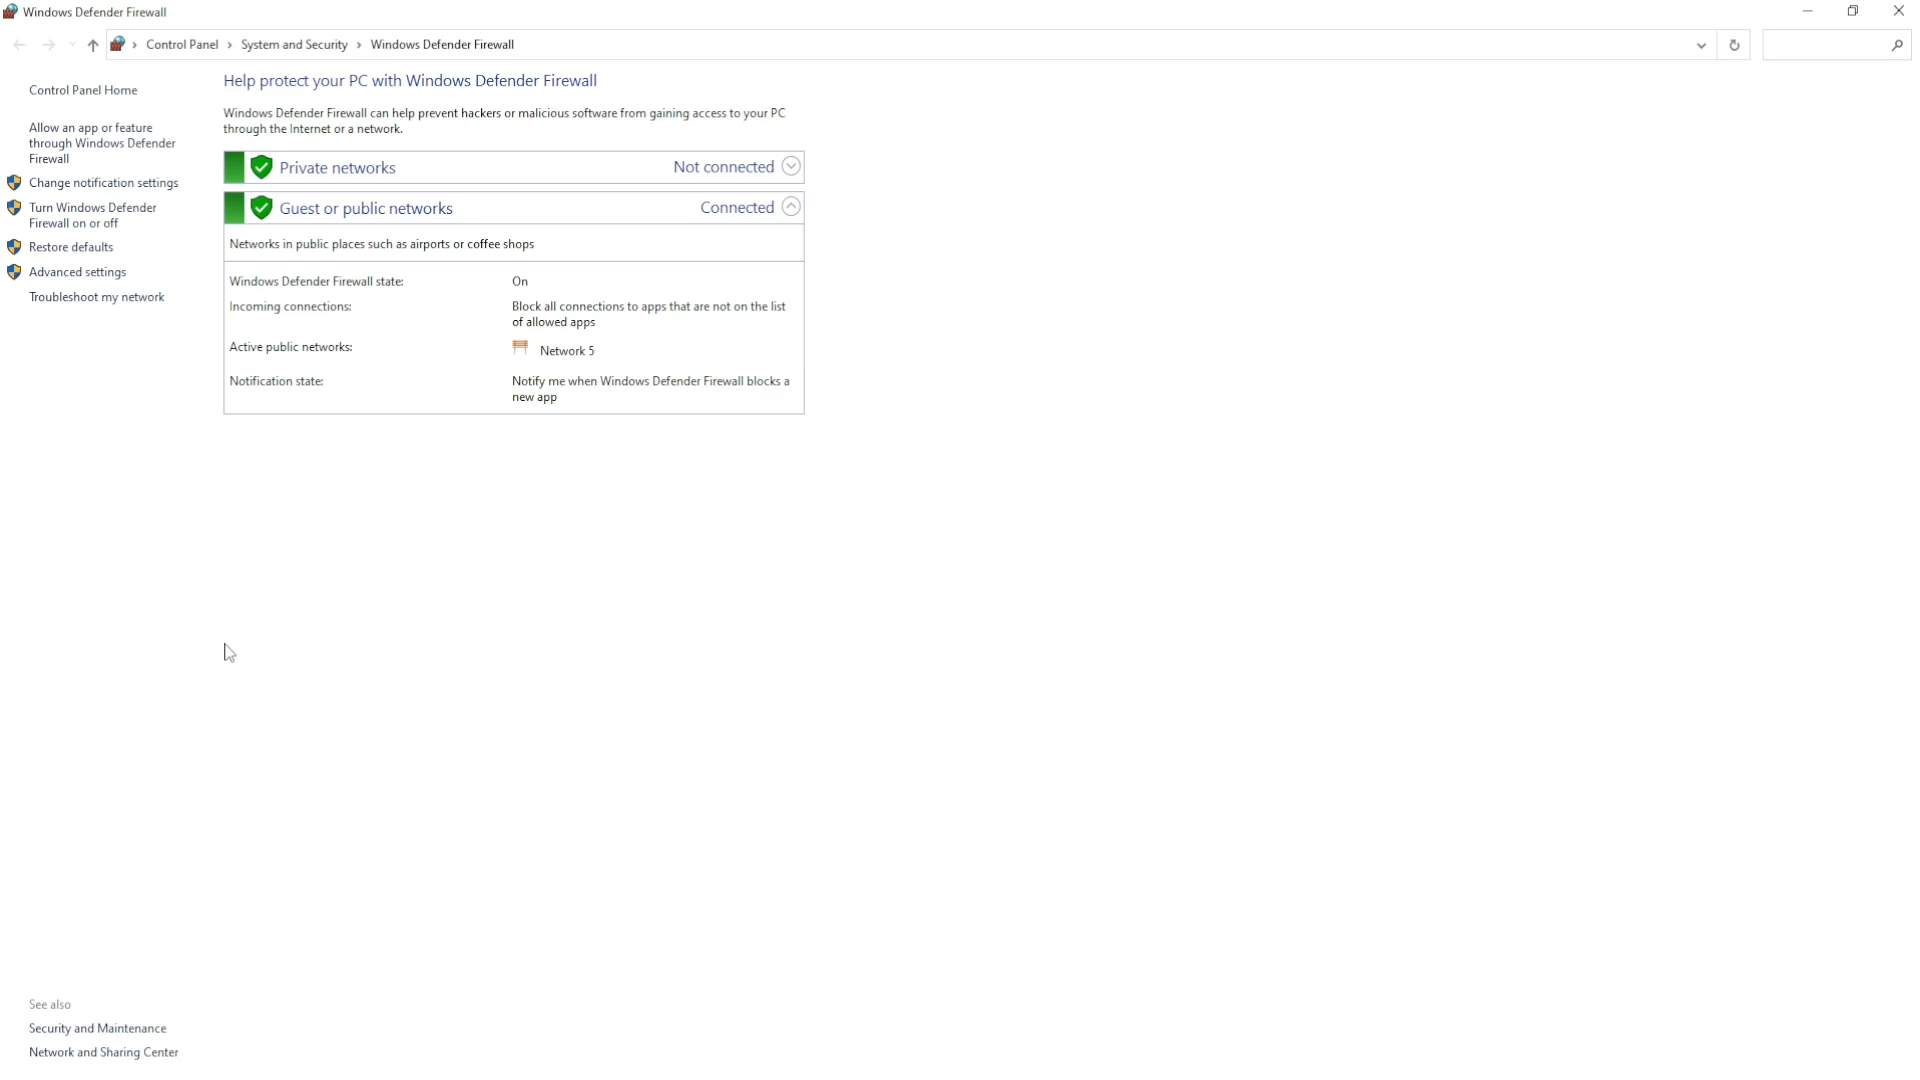 Windows Defender Firewall
Control Panel › System and Security › Windows Defender Firewall
Control Panel Home
Allow an app or feature
through Windows Defender
Firewall
Change notification settings
Turn Windows Defender
Firewall on or off
Restore defaults
Advanced settings
Troubleshoot my network
Help protect your PC with Windows Defender Firewall
Windows Defender Firewall can help prevent hackers or malicious software from gaining access to your PC
through the Internet or a network.
Private networks Not connected
Guest or public networks Connected
Networks in public places such as airports or coffee shops
Windows Defender Firewall state: On
Incoming connections: Block all connections to apps that are not on the list
of allowed apps
Active public networks: Network 5
Notification state: Notify me when Windows Defender Firewall blocks a
new app
See also
Security and Maintenance
Network and Sharing Center